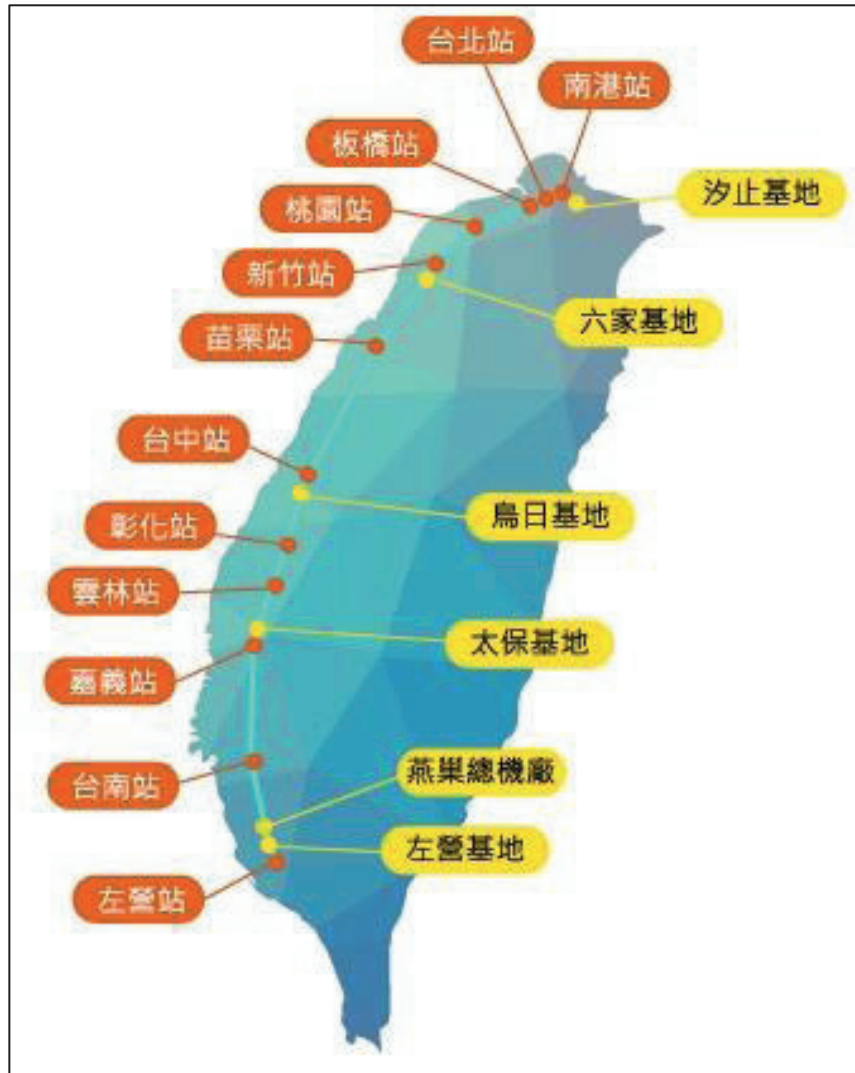 台北站
南港站
板橋站
汐止基地
桃園站
新竹站
六家基地
苗栗站
台中站
烏日基地
彰化站
雲林站
太保基地
嘉義站
燕巢總機廠
台南站
左營基地
左營站